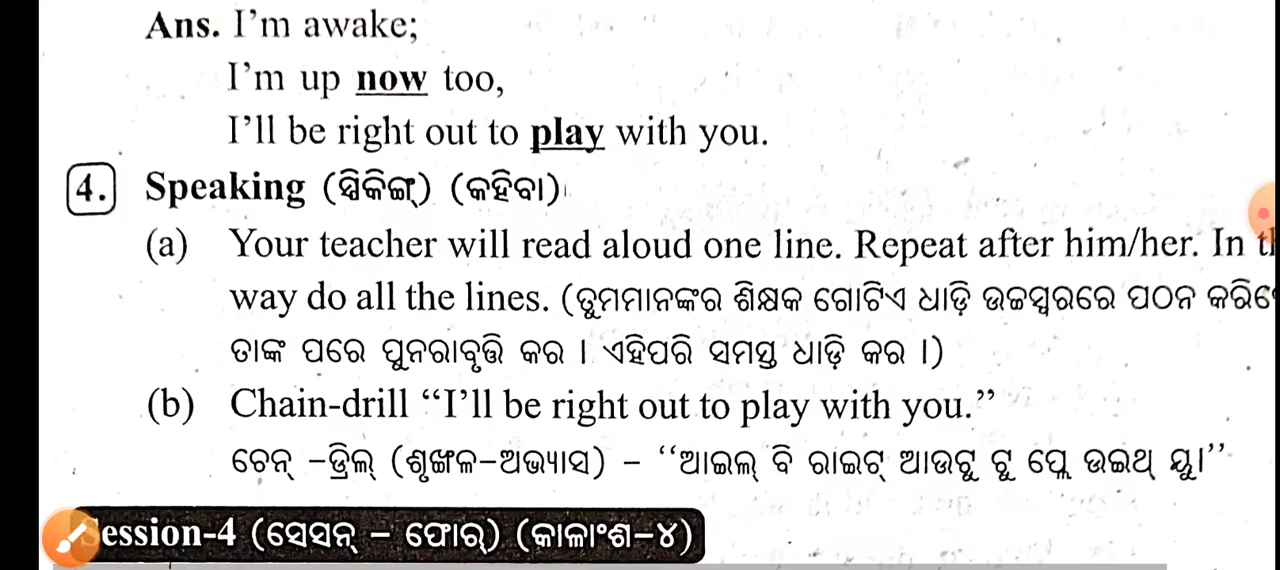 Ans. I'm awake;
I'm up now too,
I'll be right out to play with you.
4. Speaking (ସ୍ପିକିଙ୍ଗ୍) (କହିବା)
(a) Your teacher will read aloud one line. Repeat after him/her. In
way do all the lines. (ତୁମମାନଙ୍କର ଶିକ୍ଷକ ଗୋଟିଏ ଧାଡ଼ି ଉଚ୍ଚସ୍ୱରରେ ପଠନ
ତାଙ୍କ ପରେ ପୁନରାବୃତ୍ତି କର । ଏହିପରି ସମସ୍ତ ଧାଡ଼ି କର ।)
(b) Chain-drill “I'll be right out to play with you.”
ଚେନ୍ –ଡ୍ରିଲ୍ (ଶୃଙ୍ଖଳ–ଅଭ୍ୟାସ) – “ଆଇଲ୍ ବି ରାଇଟ୍ ଆଉଟୁ ଟୁ ପ୍ଲେ ଉଇଥ୍ ୟୁ।”
Session-4 (ସେସନ୍ – ଫୋର୍) (କାଳାଂଶ–୪)